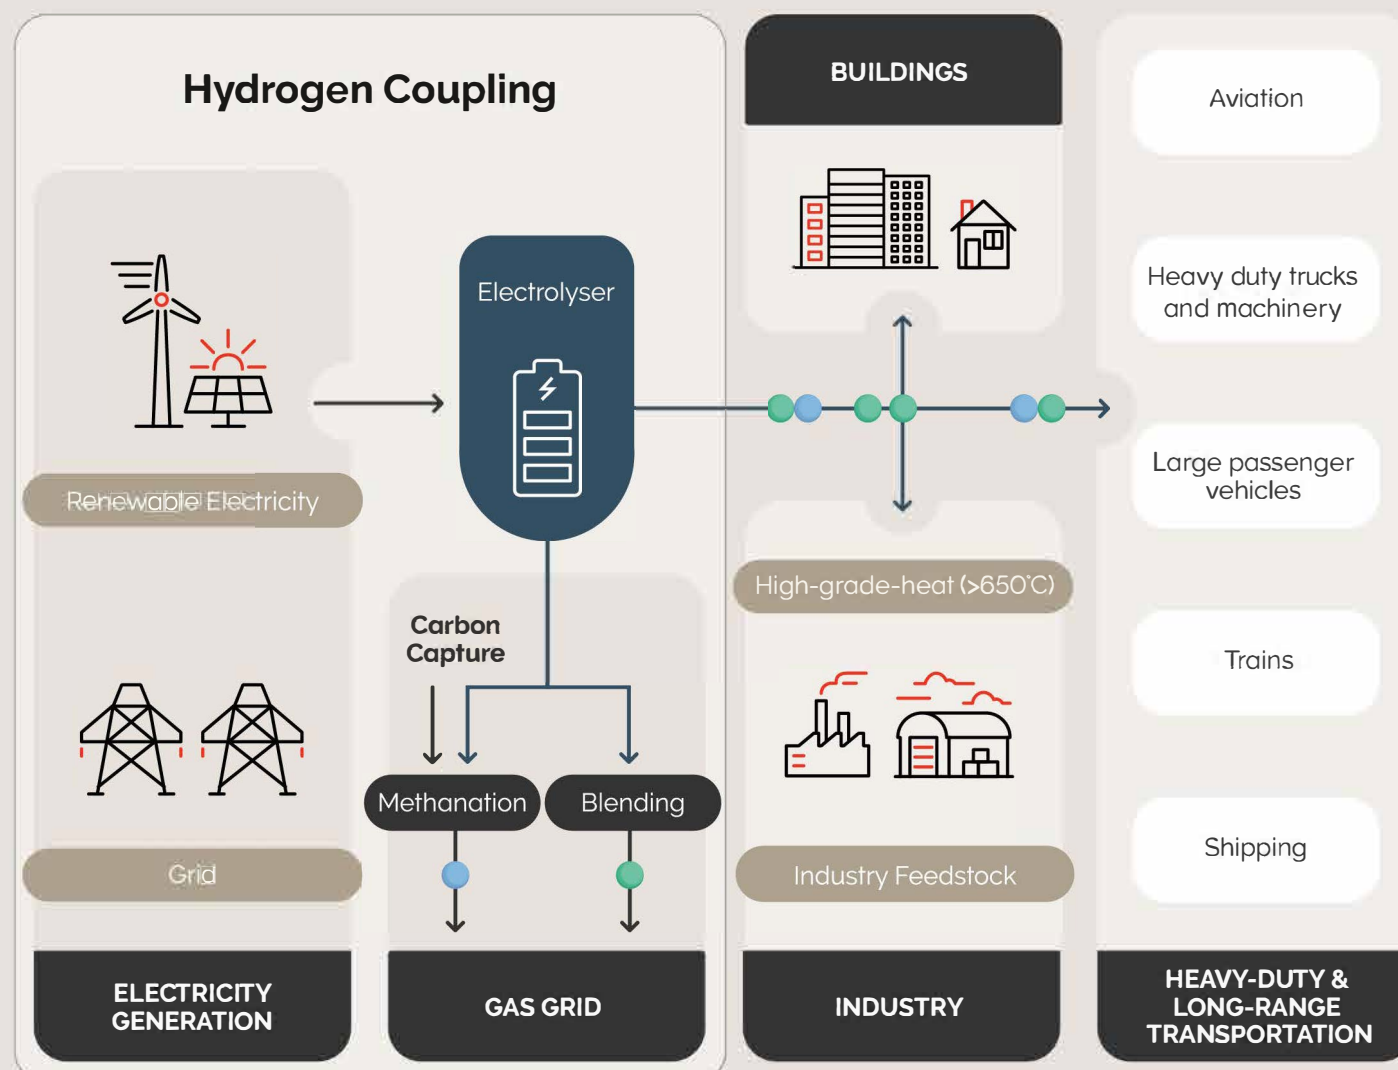 Hydrogen Coupling
Renewable Electricity
Grid
ELECTRICITY
GENERATION
Electrolyser
Carbon
Capture
Methanation
Blending
GAS GRID
BUILDINGS
High-grade-heat (>650°C)
Industry Feedstock
INDUSTRY
Aviation
Heavy duty trucks
and machinery
Large passenger
vehicles
Trains
Shipping
HEAVY-DUTY &
LONG-RANGE
TRANSPORTATION